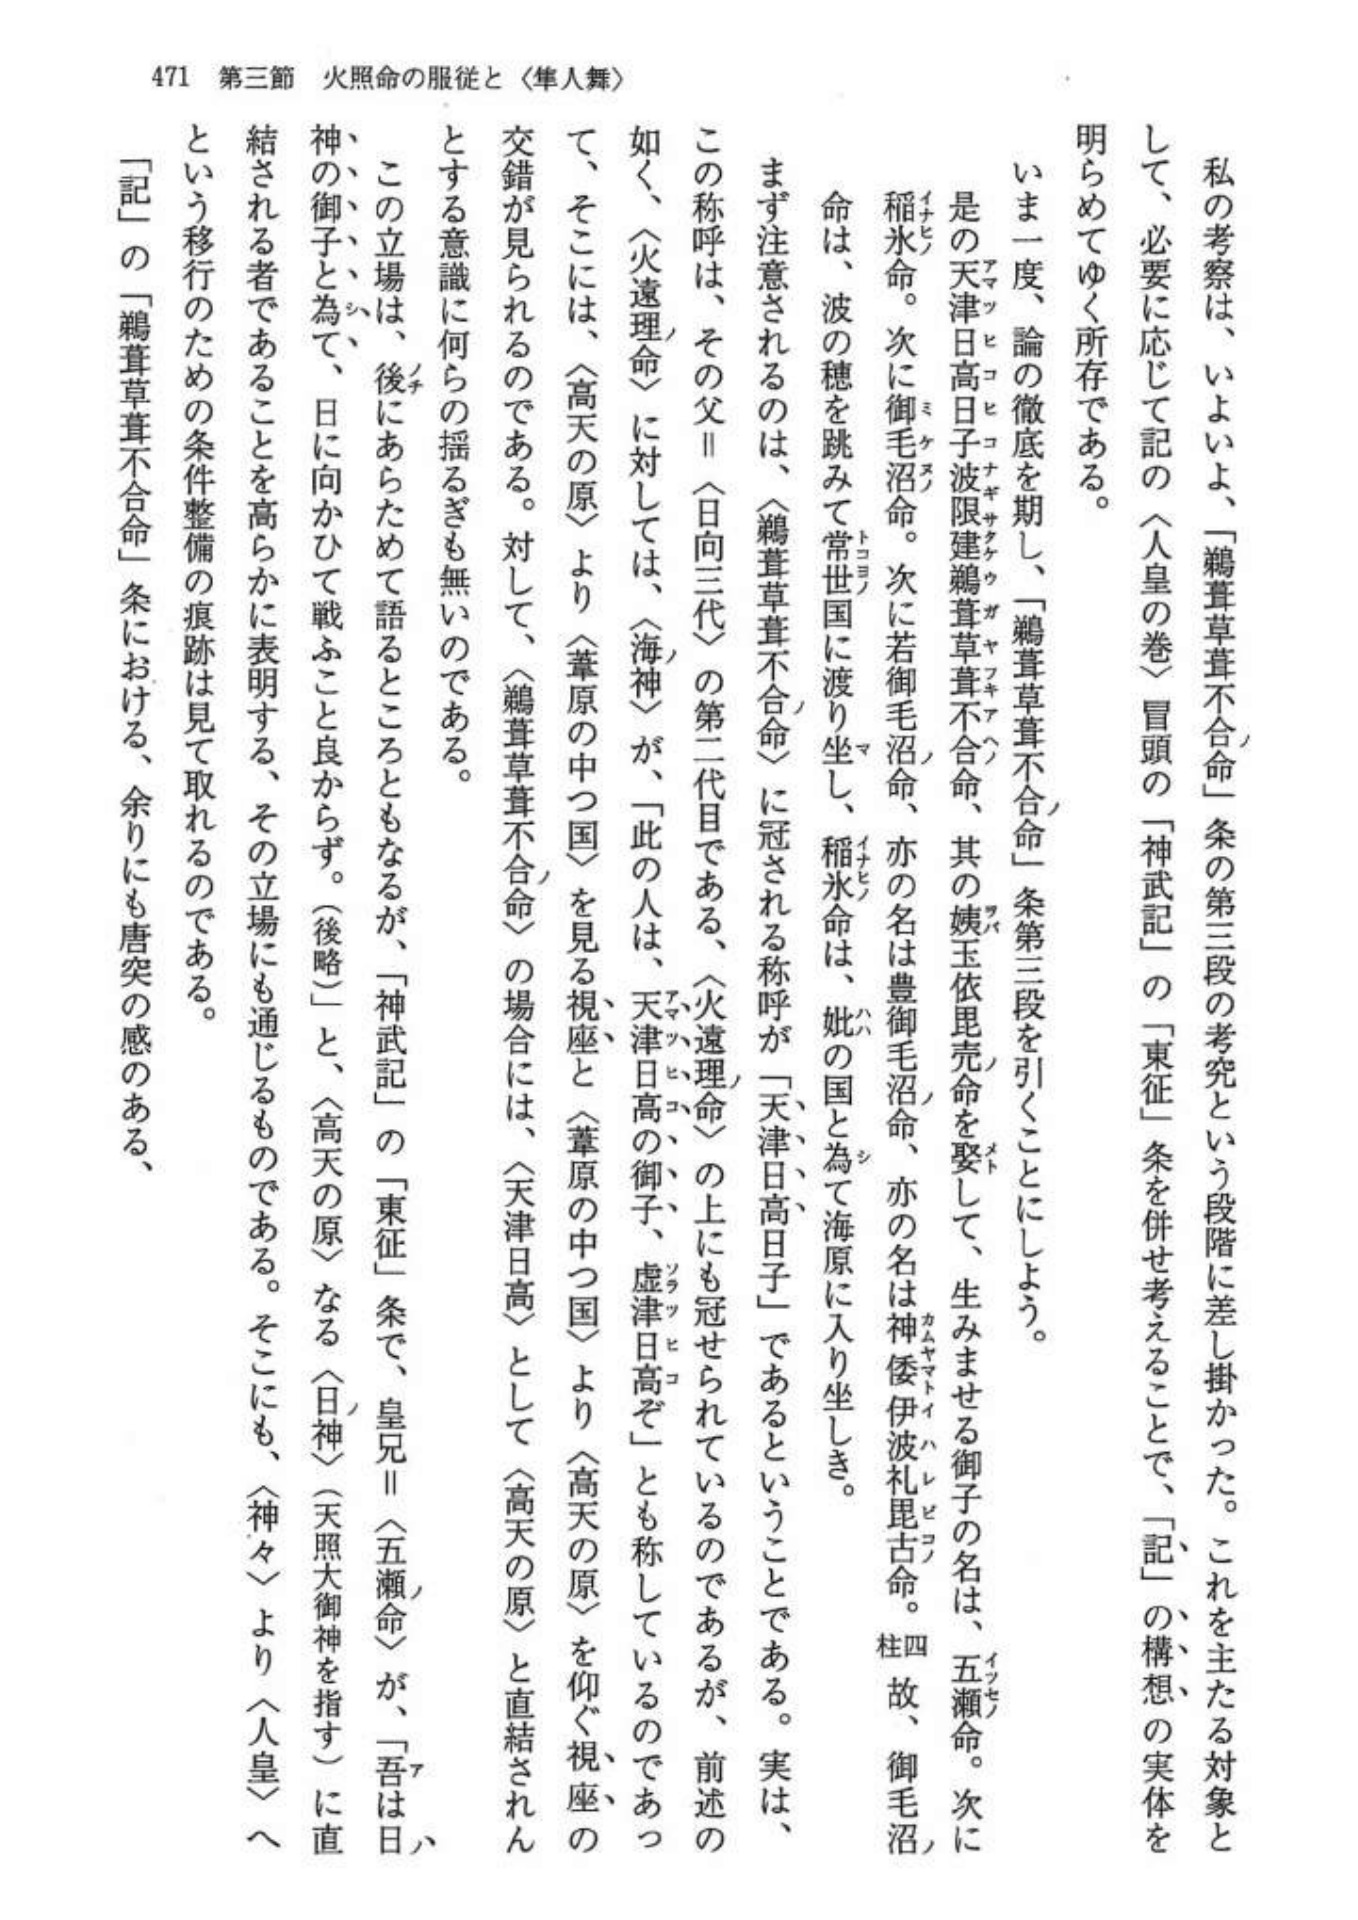 471　第三節　火照命の服従と〈隼人舞〉
私の考察は、いよいよ、「鵜葺草葺不合ノ命」条の第三段の考究という段階に差し掛かった。これを主たる対象と
して、必要に応じて記の〈人皇の巻〉冒頭の「神武記」の「東征」条を併せ考えることで、「記」の構想の実体を
明らめてゆく所存である。
いま一度、論の徹底を期し、「鵜葺草葺不合ノ命」条第三段を引くことにしよう。
是の天津日高日子波限建鵜葺草葺不合命、其の姨玉依毘売ノ命を娶して、生みませる御子の名は、五瀬命。次に
稲氷命。次に御毛沼命。次に若御毛沼ノ命、亦の名は豊御毛沼ノ命、亦の名は神倭伊波礼毘古命。四柱　故、御毛沼ノ
命は、波の穂を跳みて常世国に渡り坐し、稲氷命は、妣の国と為て海原に入り坐しき。
まず注意されるのは、〈鵜葺草葺不合ノ命〉に冠される称呼が「天津日高日子」であるということである。実は、
この称呼は、その父＝〈日向三代〉の第二代目である、〈火遠理ノ命〉の上にも冠せられているのであるが、前述の
如く、〈火遠理ノ命〉に対しては、〈海ノ神〉が、「此の人は、天津日高の御子、虚津日高ぞ」とも称しているのであっ
て、そこには、〈高天の原〉より〈葦原の中つ国〉を見る視座と〈葦原の中つ国〉より〈高天の原〉を仰ぐ視座の
交錯が見られるのである。対して、〈鵜葺草葺不合ノ命〉の場合には、〈天津日高〉として〈高天の原〉と直結されん
とする意識に何らの揺るぎも無いのである。
この立場は、後にあらためて語るところともなるが、「神武記」の「東征」条で、皇兄＝〈五瀬ノ命〉が、「吾は日ノ
神の御子と為て、日に向かひて戦ふこと良からず。（後略）」と、〈高天の原〉なる〈日ノ神〉（天照大御神を指す）に直
結される者であることを高らかに表明する、その立場にも通じるものである。そこにも、〈神々〉より〈人皇〉へ
という移行のための条件整備の痕跡は見て取れるのである。
「記」の「鵜葺草葺不合命」条における、余りにも唐突の感のある、